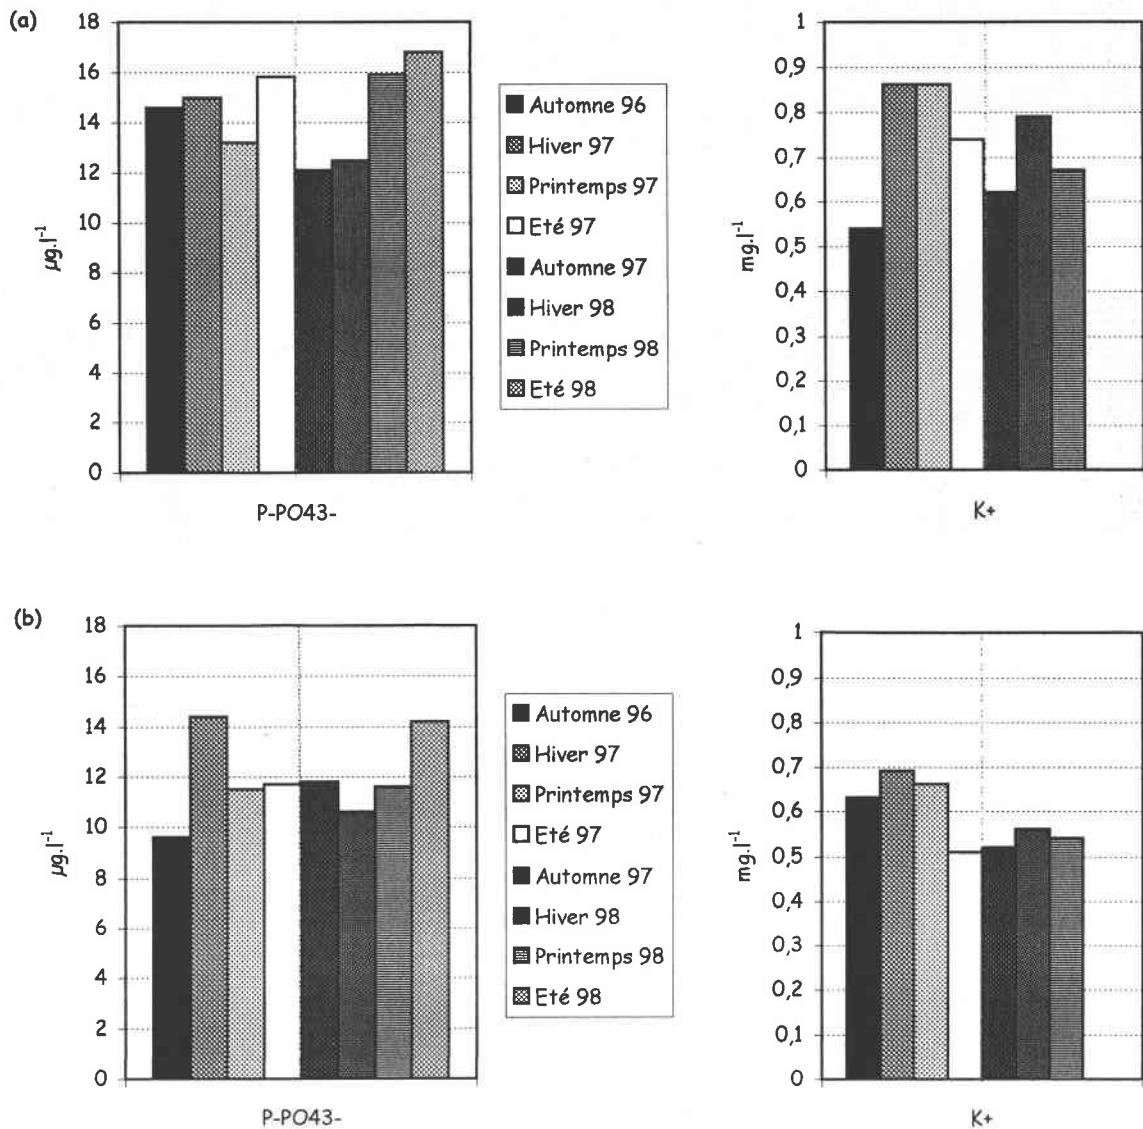 (a)
18
16
14
12
10
8
6
4
2
0
µg.l-1
P-PO43-
Automne 96
Hiver 97
Printemps 97
Eté 97
Automne 97
Hiver 98
Printemps 98
Eté 98
1
0,9
0,8
0,7
0,6
0,5
0,4
0,3
0,2
0,1
0
mg.l-1
K+
(b)
18
16
14
12
10
8
6
4
2
0
µg.l-1
P-PO43-
Automne 96
Hiver 97
Printemps 97
Eté 97
Automne 97
Hiver 98
Printemps 98
Eté 98
1
0,9
0,8
0,7
0,6
0,5
0,4
0,3
0,2
0,1
0
mg.l-1
K+